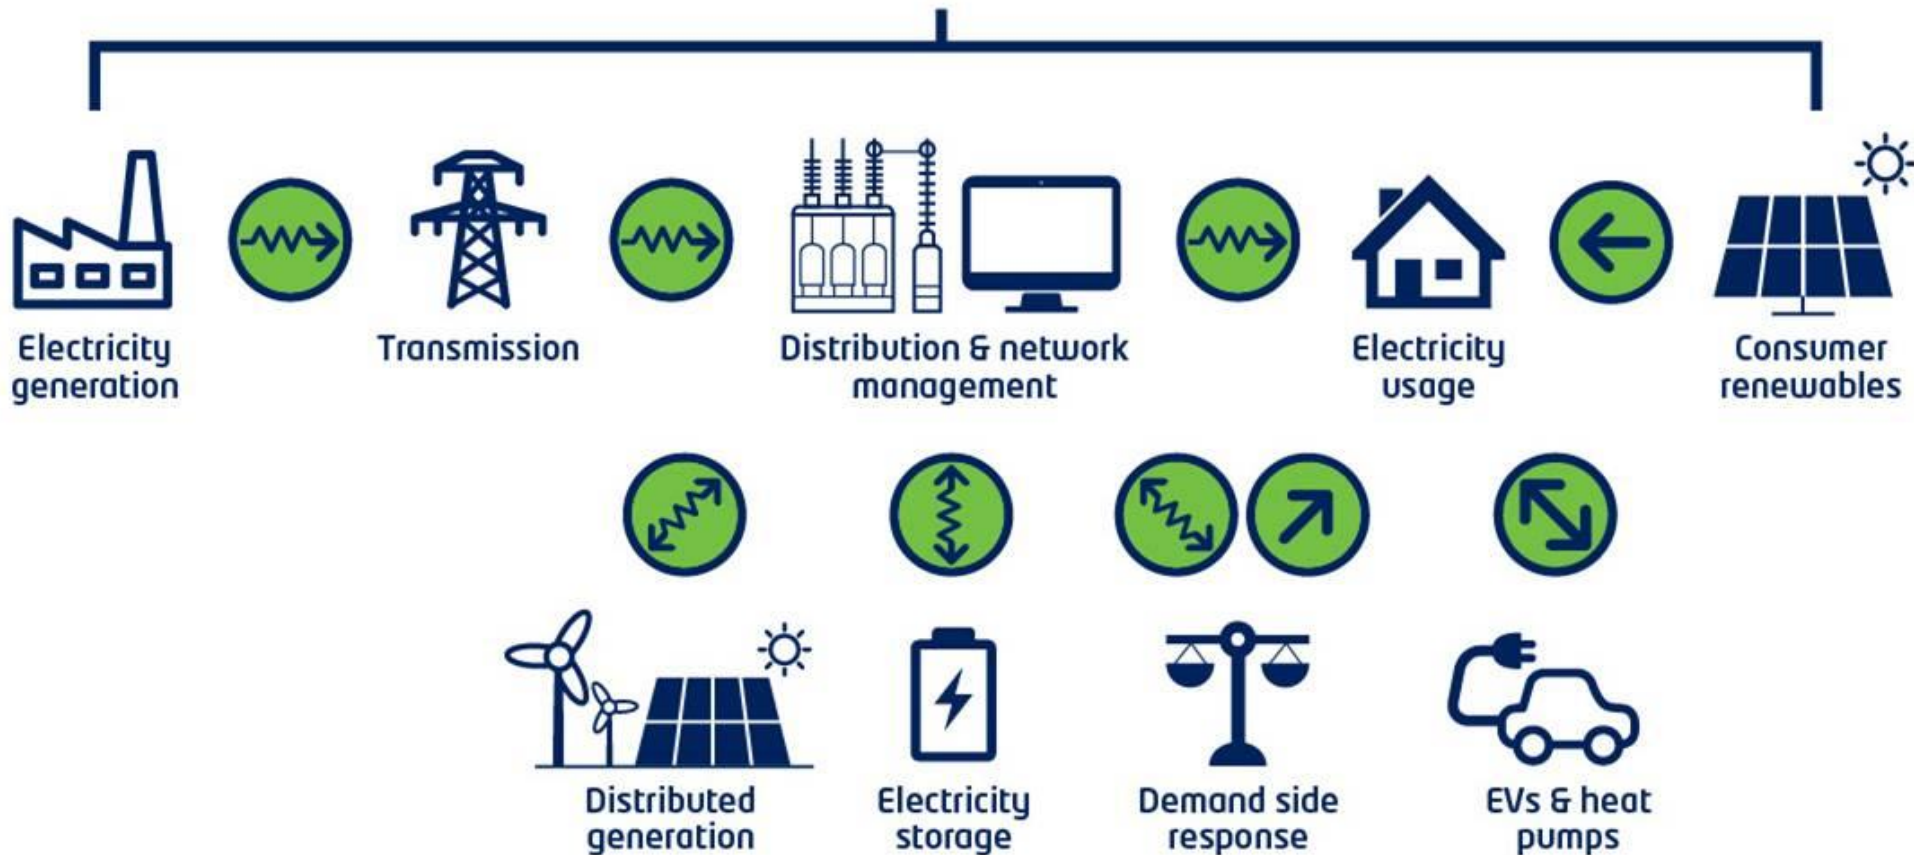 Electricity
generation
Transmission
Distribution & network
management
Electricity
usage
Consumer
renewables
Distributed
generation
Electricity
storage
Demand side
response
EVs & heat
pumps